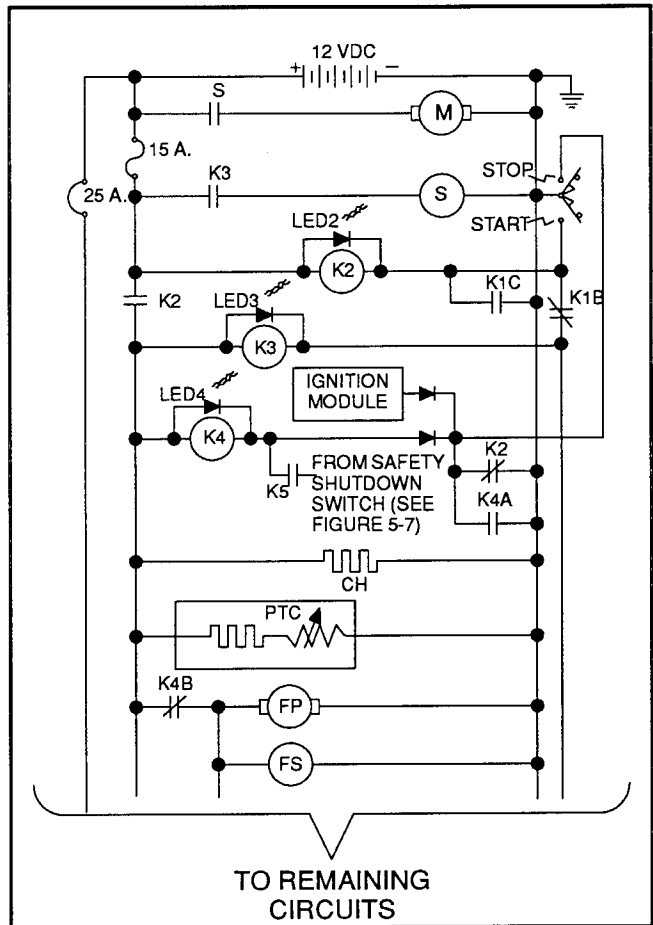 12 VDC
+ −
S
M
15 A.
25 A.
K3
S
STOP
START
LED2
K2
K1C
K1B
K2
LED3
K3
LED4
IGNITION
MODULE
K4
K2
K5
FROM SAFETY
SHUTDOWN
SWITCH (SEE
FIGURE 5-7)
K4A
CH
PTC
K4B
FP
FS
TO REMAINING
CIRCUITS